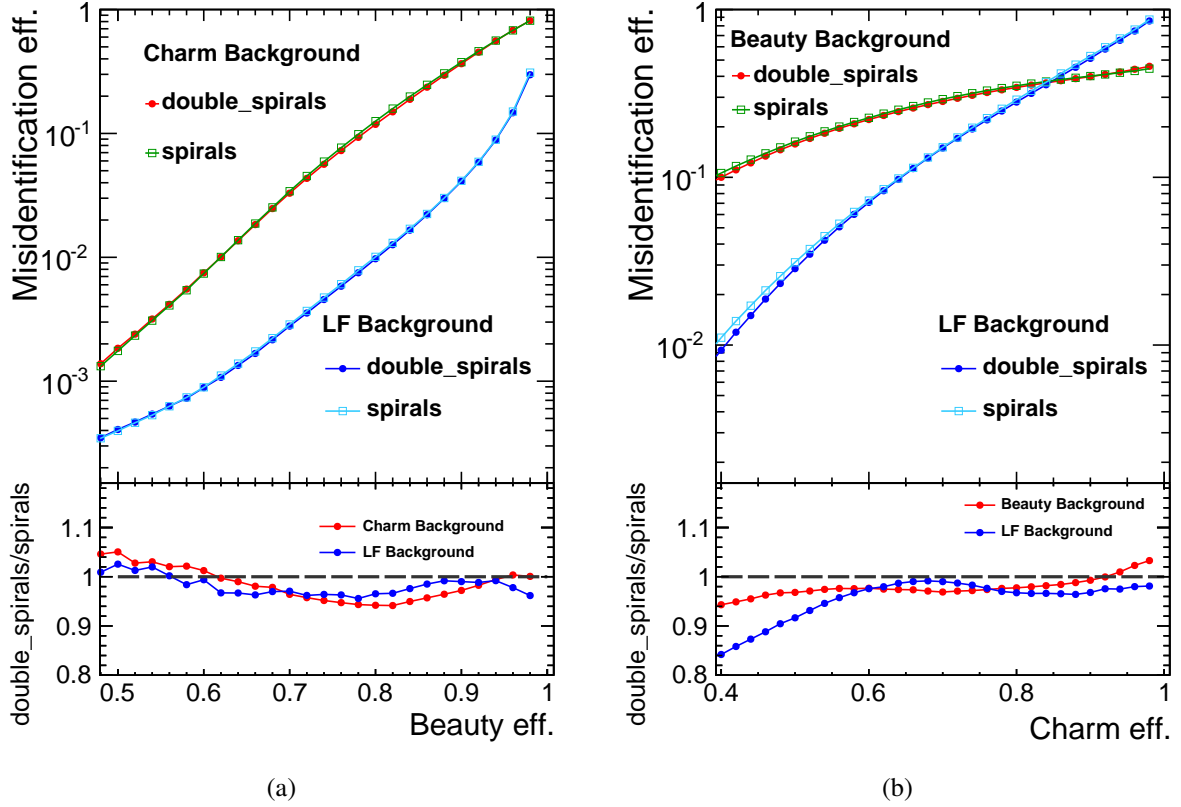 Misidentification eff.
1
10-1
10-2
10-3
Charm Background
double_spirals
spirals
LF Background
double_spirals
spirals
double_spirals/spirals
1.1
1
0.9
0.8
Charm Background
LF Background
0.5 0.6 0.7 0.8 0.9 1
Beauty eff.
(a)
Misidentification eff.
1
10-1
10-2
Beauty Background
double_spirals
spirals
LF Background
double_spirals
spirals
double_spirals/spirals
1.1
1
0.9
0.8
Beauty Background
LF Background
0.4 0.6 0.8 1
Charm eff.
(b)